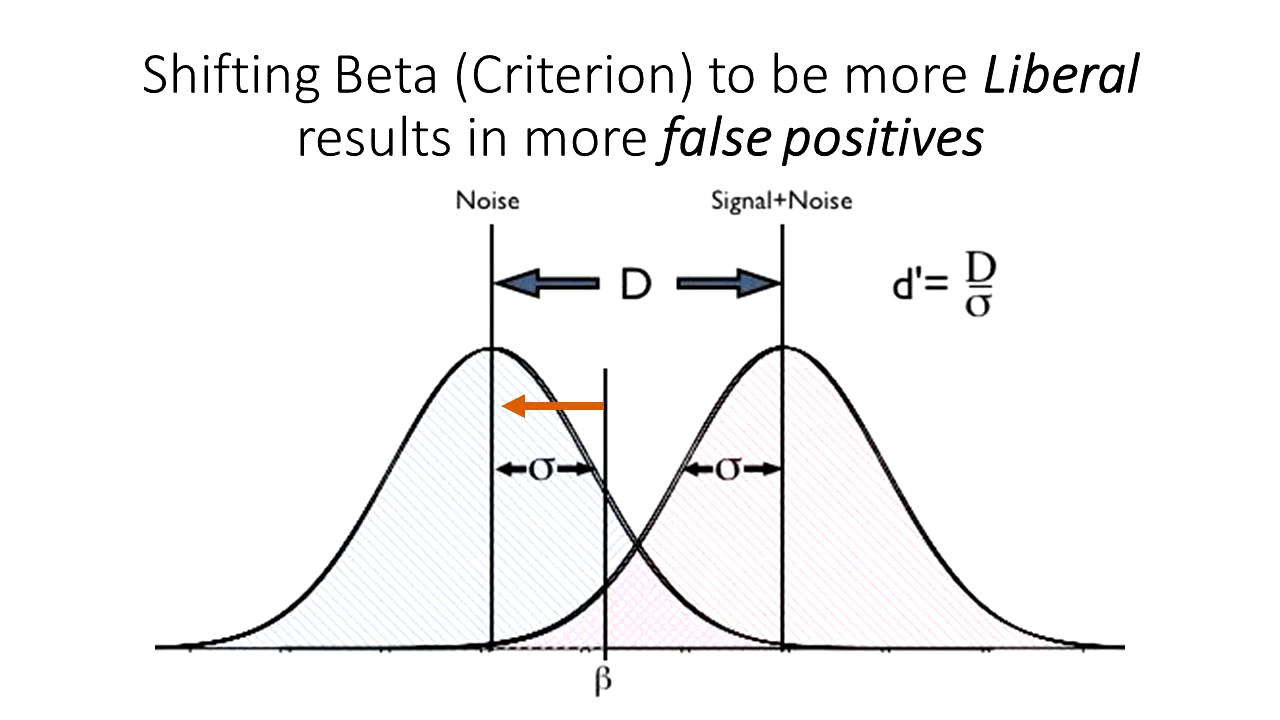 Shifting Beta (Criterion) to be more Liberal
results in more false positives
Noise
Signal+Noise
D
d'= D/σ
σ
σ
β